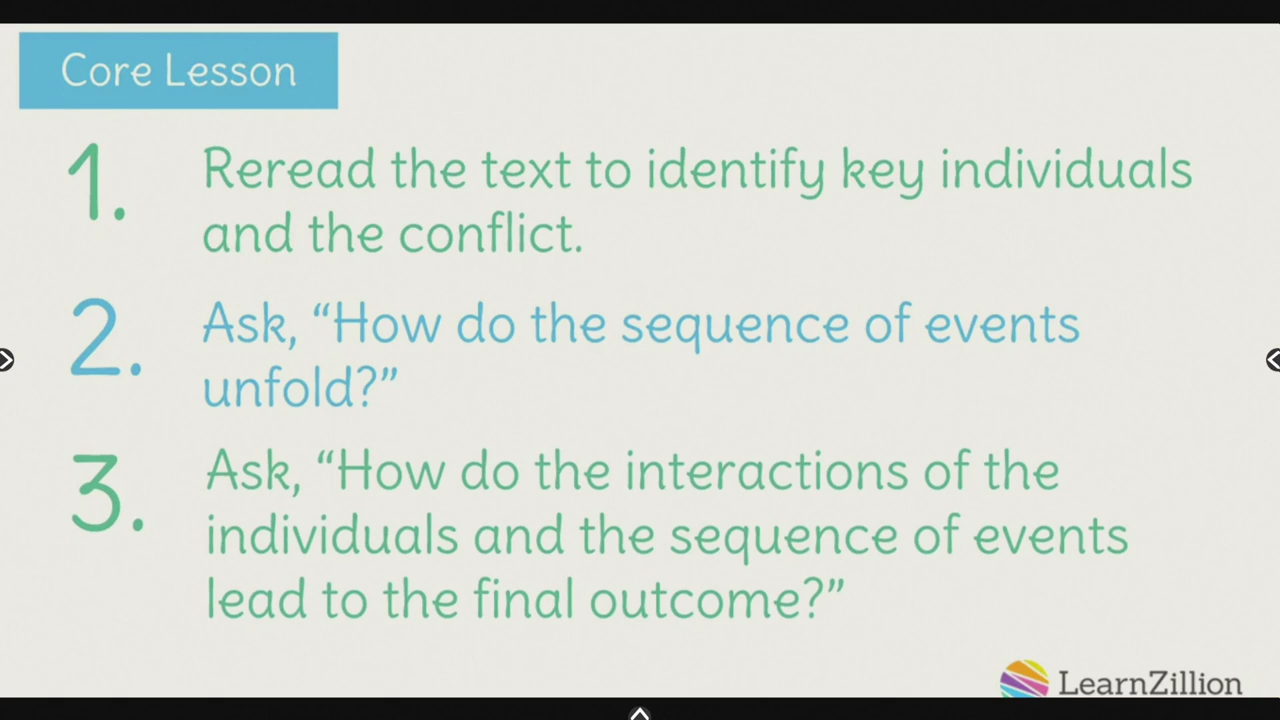 Core Lesson
1. Reread the text to identify key individuals
and the conflict.
2. Ask, “How do the sequence of events
unfold?”
3. Ask, “How do the interactions of the
individuals and the sequence of events
lead to the final outcome?”
LearnZillion